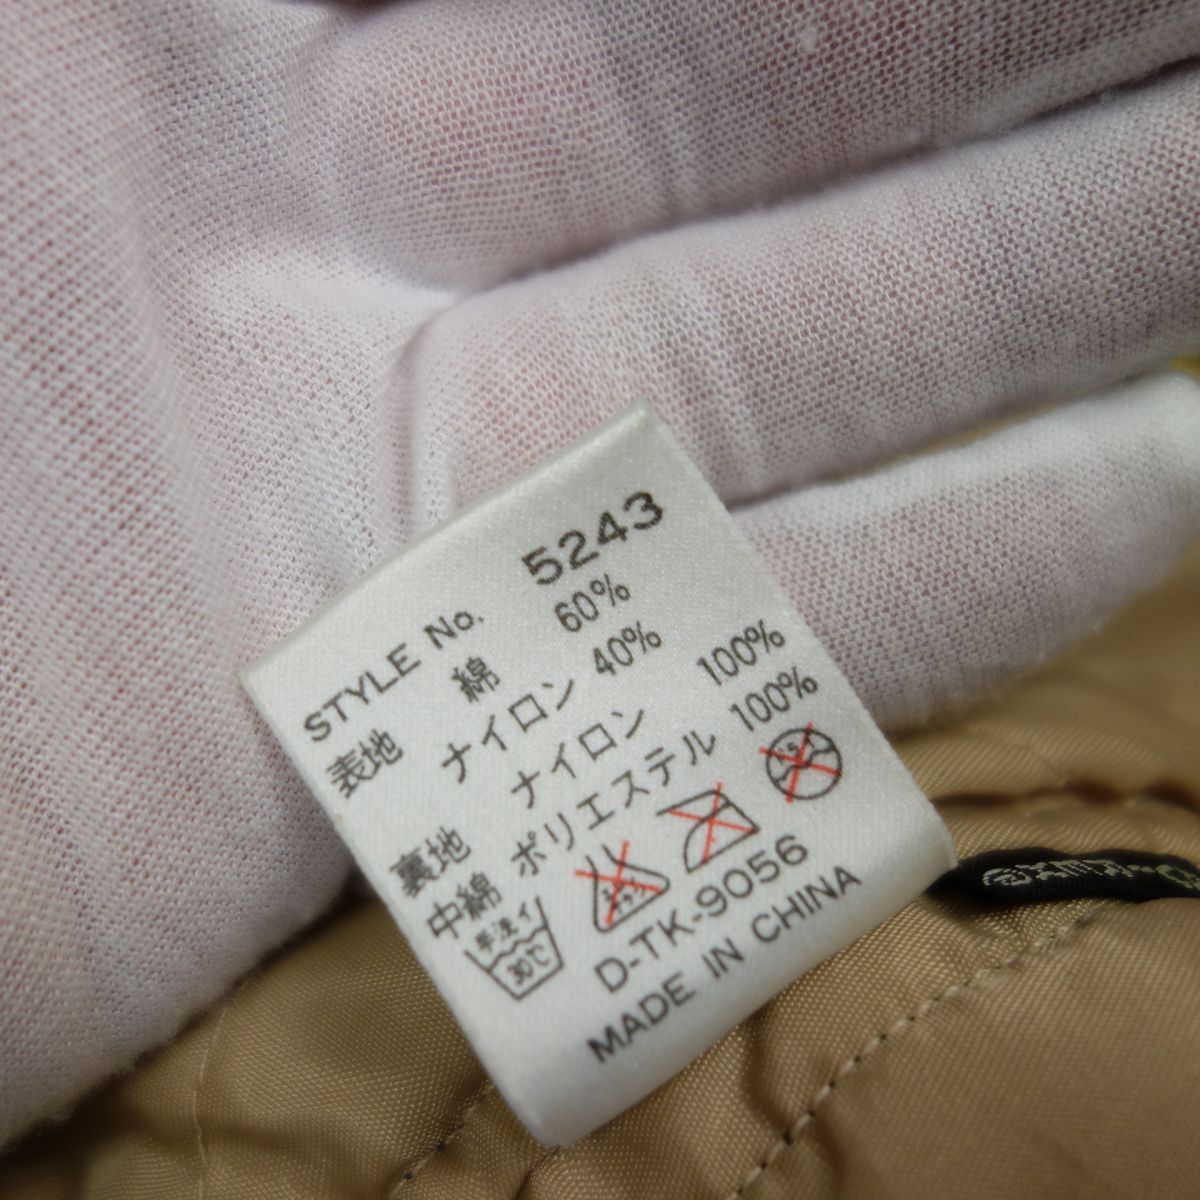 STYLE No. 5243
表地 綿 60%
ナイロン 40%
裏地 ナイロン 100%
中綿 ポリエステル 100%
手洗イ
30℃
D-TK-9056
MADE IN CHINA